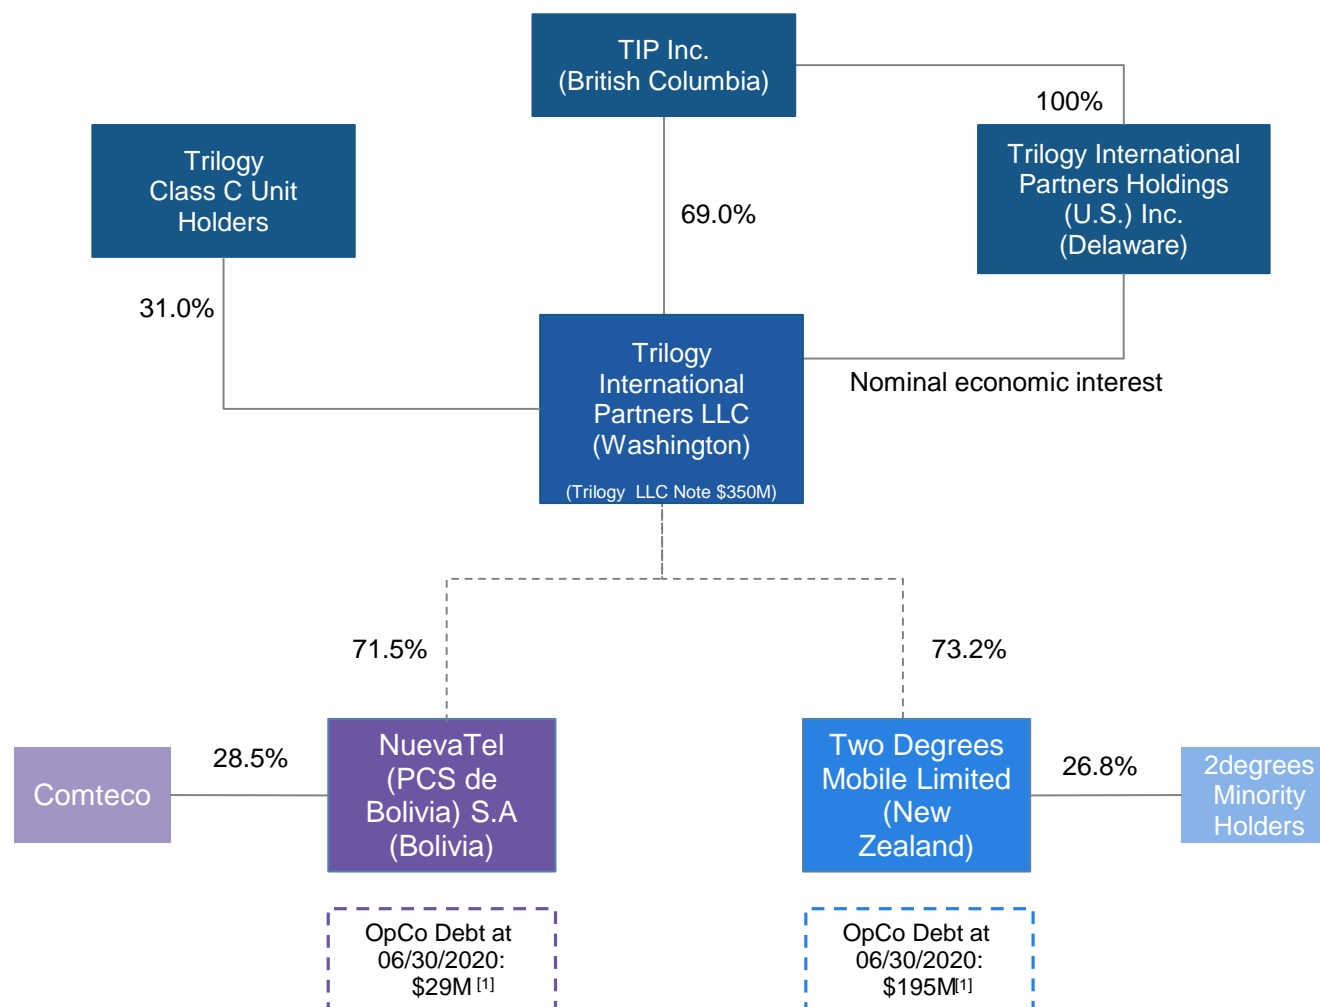 TIP Inc.
(British Columbia)
100%
Trilogy
Class C Unit
Holders
Trilogy International
Partners Holdings
(U.S.) Inc.
(Delaware)
69.0%
31.0%
Trilogy
International
Partners LLC
(Washington)
(Trilogy LLC Note $350M)
Nominal economic interest
71.5%
73.2%
Comteco
28.5%
NuevaTel
(PCS de
Bolivia) S.A
(Bolivia)
Two Degrees
Mobile Limited
(New
Zealand)
26.8%
2degrees
Minority
Holders
OpCo Debt at
06/30/2020:
$29M [1]
OpCo Debt at
06/30/2020:
$195M[1]